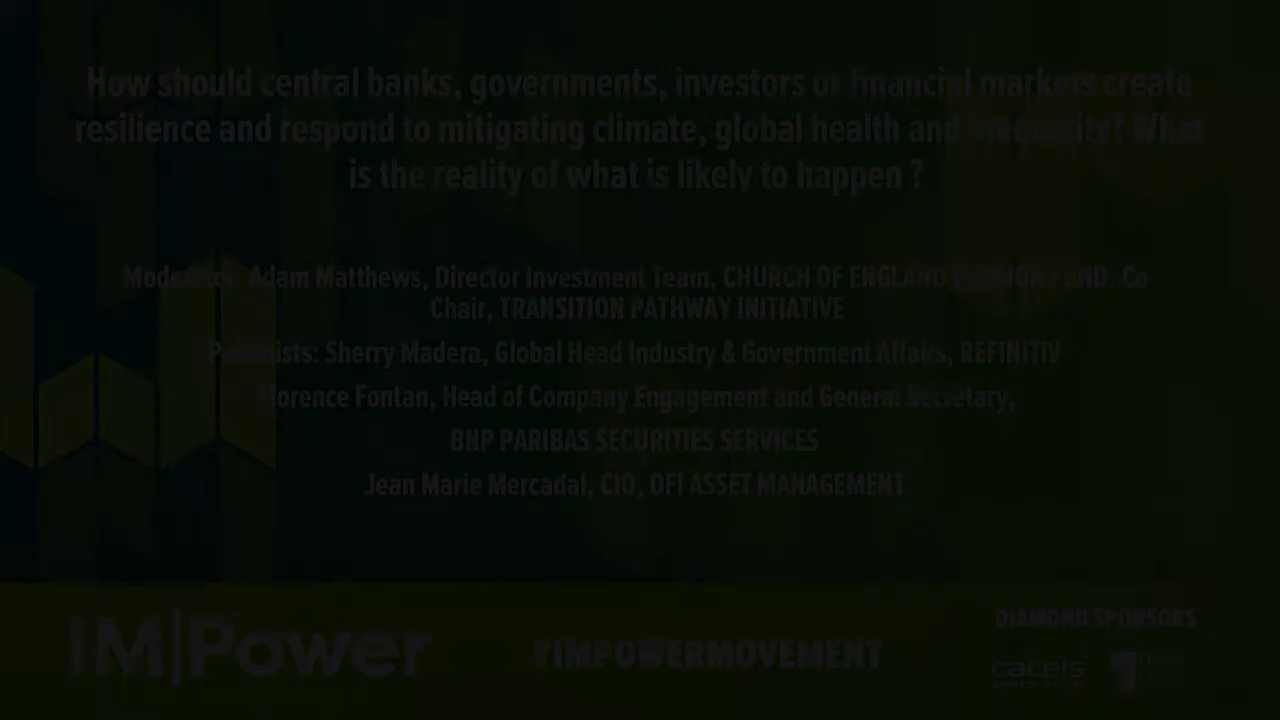 How should central banks, governments, investors or financial markets create
resilience and respond to mitigating climate, global health and inequality? What
is the reality of what is likely to happen ?
Moderator: Adam Matthews, Director Investment Team, CHURCH OF ENGLAND PENSION FUND. Co-
Chair, TRANSITION PATHWAY INITIATIVE
Panelists: Sherry Madera, Global Head Industry & Government Affairs, REFINITIV
Florence Fontan, Head of Company Engagement and General Secretary,
BNP PARIBAS SECURITIES SERVICES
Jean Marie Mercadal, CIO, OFI ASSET MANAGEMENT
IM|Power
#IMPOWERMOVEMENT
DIAMOND SPONSORS
caceis